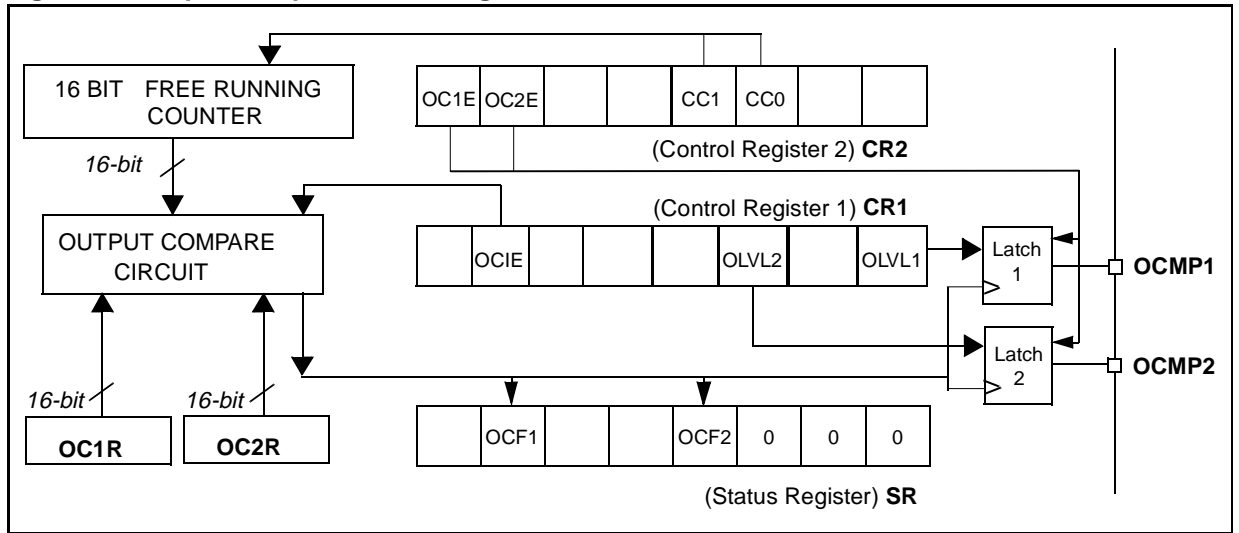 16 BIT FREE RUNNING
COUNTER
OC1E OC2E CC1 CC0
(Control Register 2) CR2
16-bit
(Control Register 1) CR1
OUTPUT COMPARE
CIRCUIT
OCIE OLVL2 OLVL1
Latch
1
OCMP1
Latch
2
OCMP2
16-bit
16-bit
OC1R
OC2R
OCF1 OCF2 0 0 0
(Status Register) SR